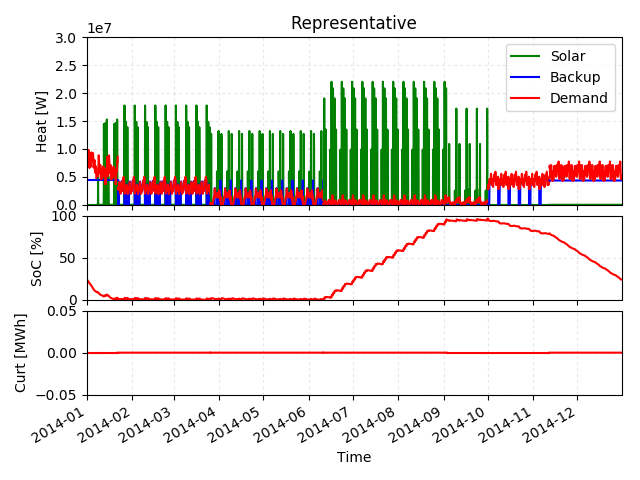 Representative
1e7
3.0
2.5
2.0
1.5
1.0
0.5
0.0
Heat [W]
Solar
Backup
Demand
100
50
0
SoC [%]
0.05
0.00
−0.05
Curt [MWh]
2014-01
2014-02
2014-03
2014-04
2014-05
2014-06
2014-07
2014-08
2014-09
2014-10
2014-11
2014-12
Time